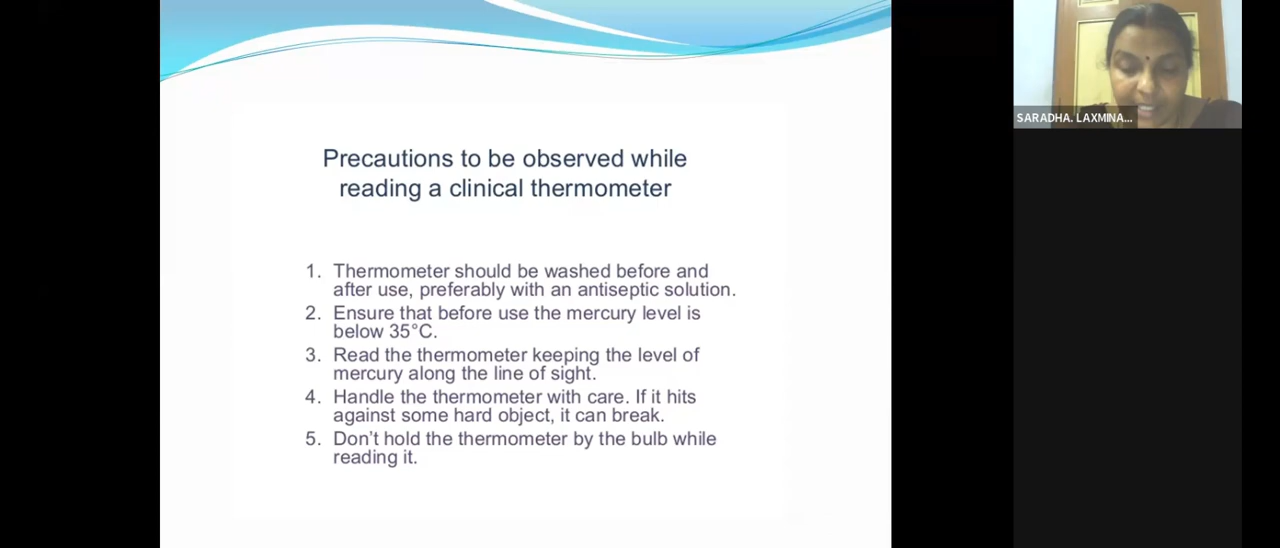 Precautions to be observed while
reading a clinical thermometer
1. Thermometer should be washed before and
after use, preferably with an antiseptic solution.
2. Ensure that before use the mercury level is
below 35°C.
3. Read the thermometer keeping the level of
mercury along the line of sight.
4. Handle the thermometer with care. If it hits
against some hard object, it can break.
5. Don't hold the thermometer by the bulb while
reading it.
SARADHA. LAXMINA...